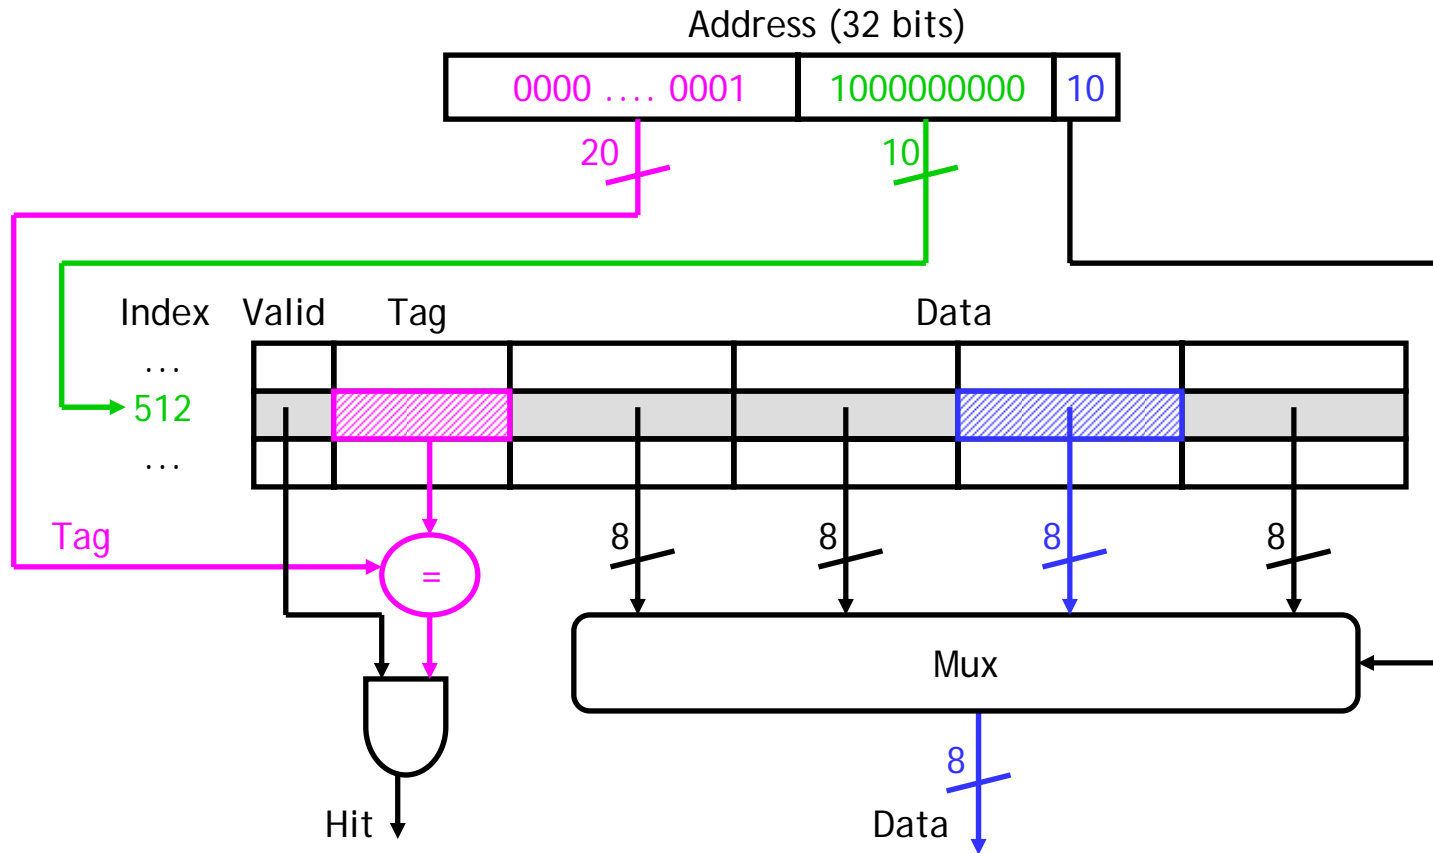 Address (32 bits)
0000 .... 0001 1000000000 10
20 10
Index Valid Tag Data
...
512
...
Tag 8 8 8 8
=
Mux
8
Hit Data